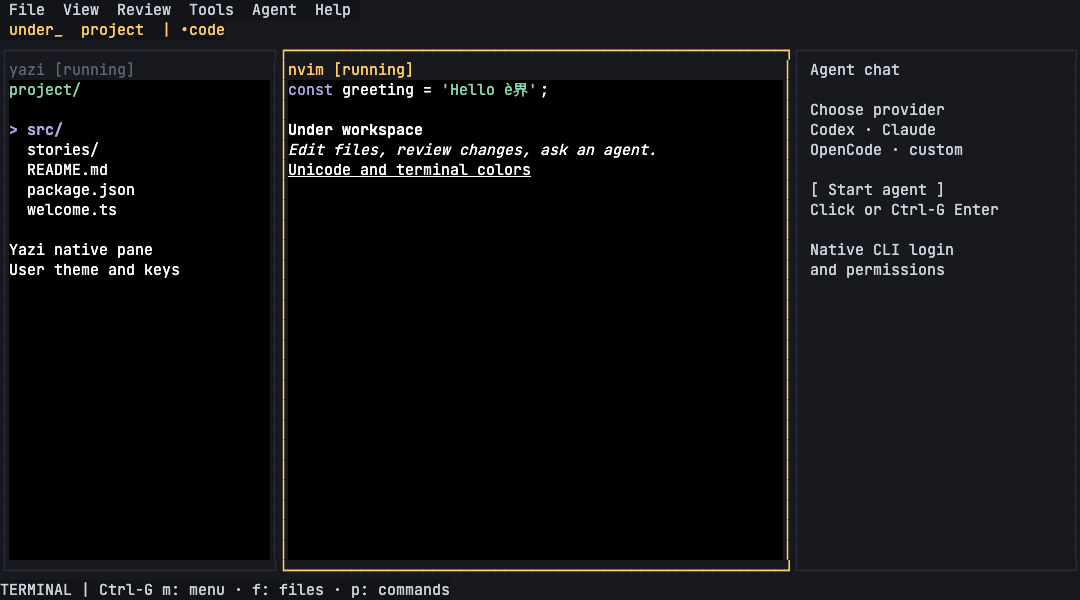 File  View  Review  Tools  Agent  Help
under_  project  | •code
yazi [running]
project/
> src/
stories/
README.md
package.json
welcome.ts
Yazi native pane
User theme and keys
nvim [running]
const greeting = 'Hello è界';
Under workspace
Edit files, review changes, ask an agent.
Unicode and terminal colors
Agent chat
Choose provider
Codex · Claude
OpenCode · custom
[ Start agent ]
Click or Ctrl-G Enter
Native CLI login
and permissions
TERMINAL | Ctrl-G m: menu · f: files · p: commands